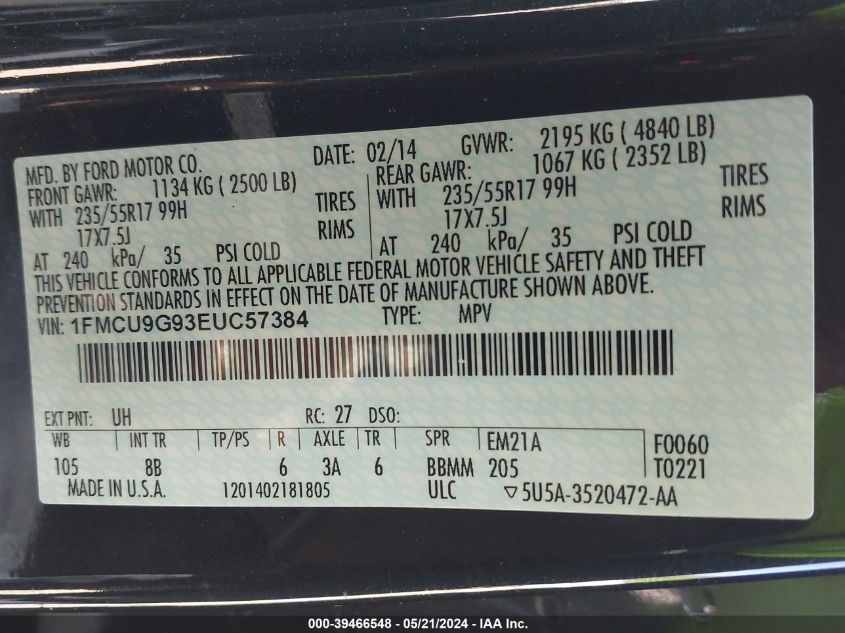 MFD. BY FORD MOTOR CO. DATE: 02/14 GVWR: 2195 KG ( 4840 LB)
FRONT GAWR: 1134 KG ( 2500 LB) REAR GAWR: 1067 KG ( 2352 LB)
WITH 235/55R17 99H TIRES WITH 235/55R17 99H TIRES
17X7.5J RIMS 17X7.5J RIMS
AT 240 kPa/ 35 PSI COLD AT 240 kPa/ 35 PSI COLD
THIS VEHICLE CONFORMS TO ALL APPLICABLE FEDERAL MOTOR VEHICLE SAFETY AND THEFT
PREVENTION STANDARDS IN EFFECT ON THE DATE OF MANUFACTURE SHOWN ABOVE.
VIN: 1FMCU9G93EUC57384 TYPE: MPV
EXT PNT: UH RC: 27 DSO:
WB INT TR TP/PS R AXLE TR SPR EM21A F0060
105 8B 6 3A 6 BBMM 205 T0221
MADE IN U.S.A. 1201402181805 ULC ▽5U5A-3520472-AA
000-39466548 - 05/21/2024 - IAA Inc.